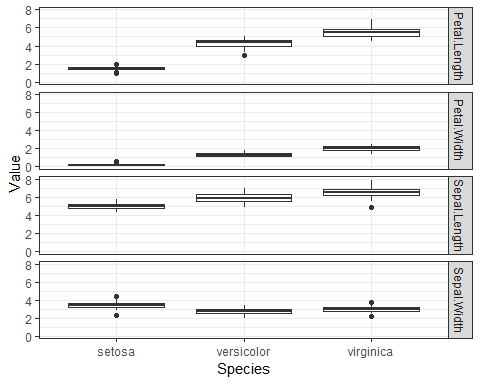 Value
8
6
4
2
0
Petal.Length
8
6
4
2
0
Petal.Width
8
6
4
2
0
Sepal.Length
8
6
4
2
0
Sepal.Width
setosa versicolor virginica
Species